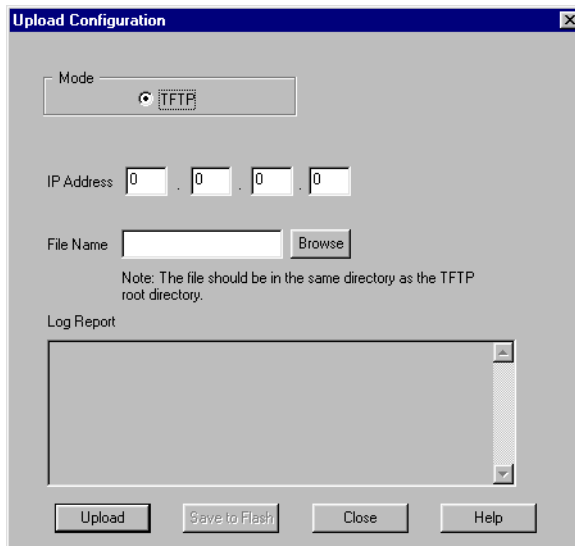 Upload Configuration
Mode
TFTP
IP Address 0 . 0 . 0 . 0
File Name Browse
Note: The file should be in the same directory as the TFTP
root directory.
Log Report
Upload Save to Flash Close Help